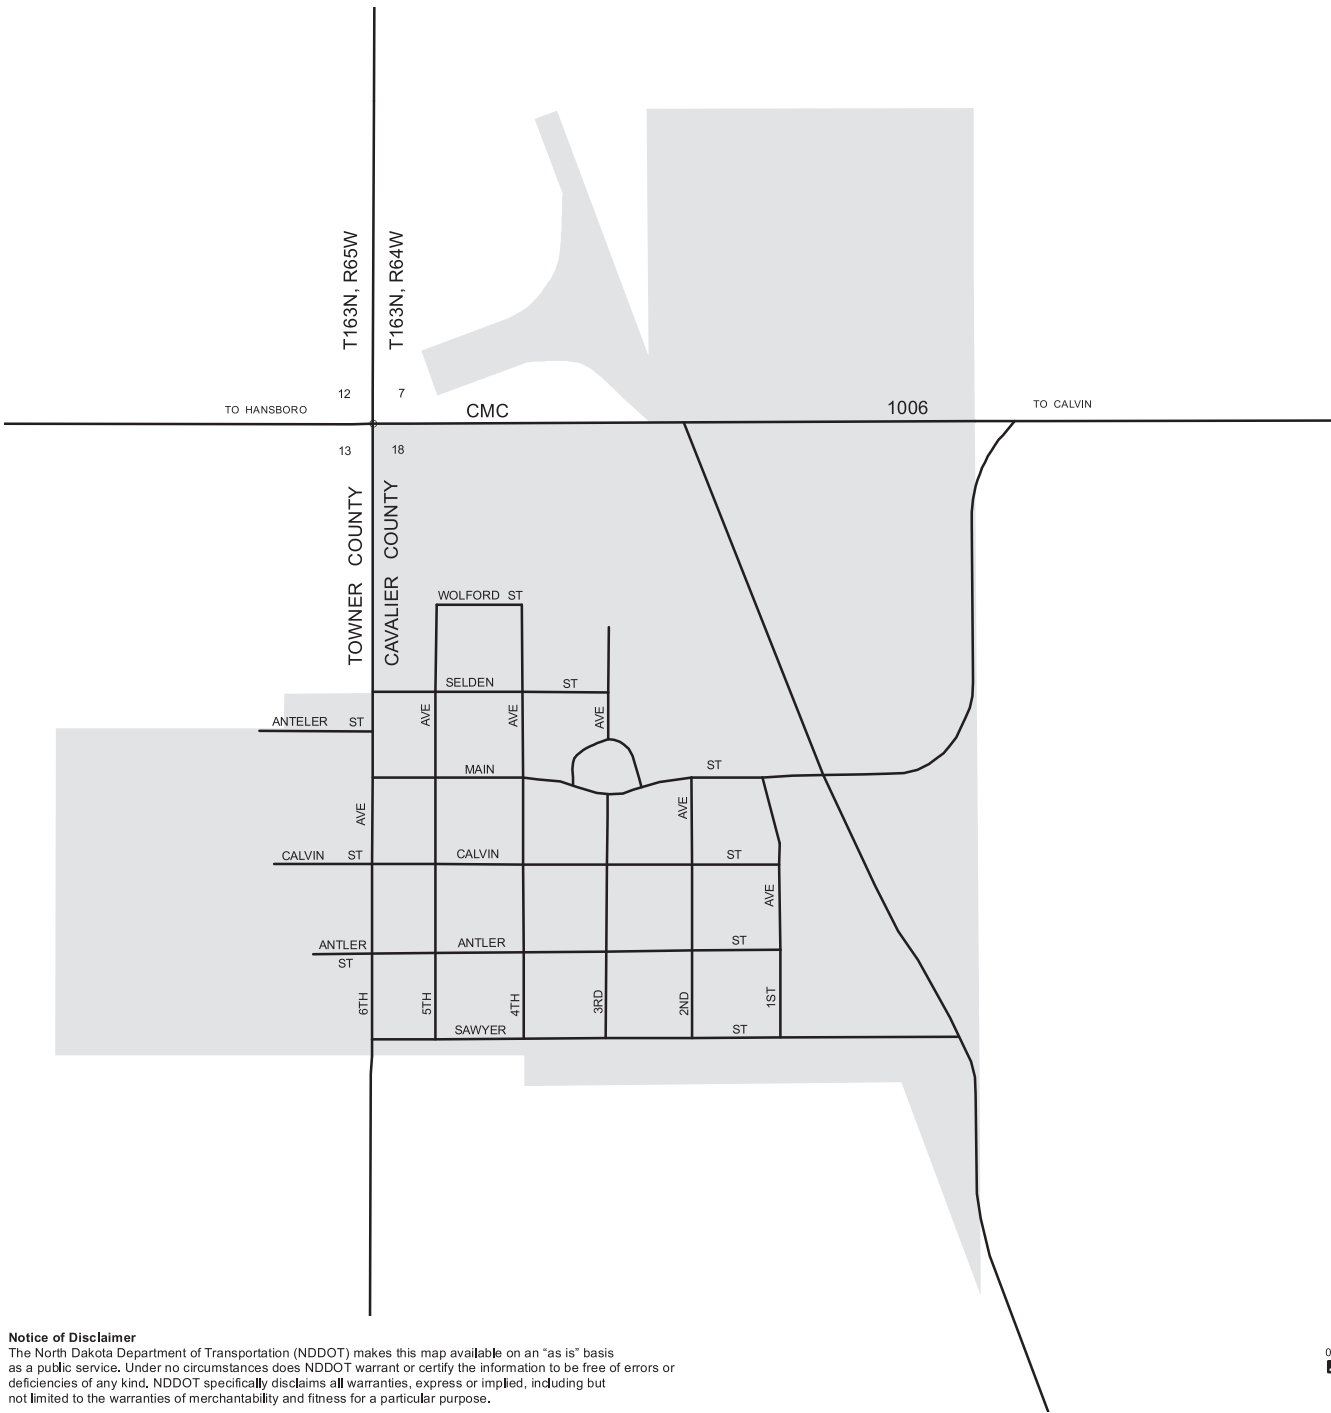 T163N, R65W
T163N, R64W
12
7
TO HANSBORO
CMC
1006
TO CALVIN
13
18
TOWNER COUNTY
CAVALIER COUNTY
WOLFORD ST
SELDEN ST
ANTELER ST
AVE
AVE
AVE
MAIN ST
AVE
AVE
CALVIN ST
CALVIN ST
AVE
ANTLER
ST
ANTLER ST
6TH
5TH
4TH
3RD
2ND
1ST
SAWYER ST
Notice of Disclaimer
The North Dakota Department of Transportation (NDDOT) makes this map available on an "as is" basis
as a public service. Under no circumstances does NDDOT warrant or certify the information to be free of errors or
deficiencies of any kind. NDDOT specifically disclaims all warranties, express or implied, including but
not limited to the warranties of merchantability and fitness for a particular purpose.
0